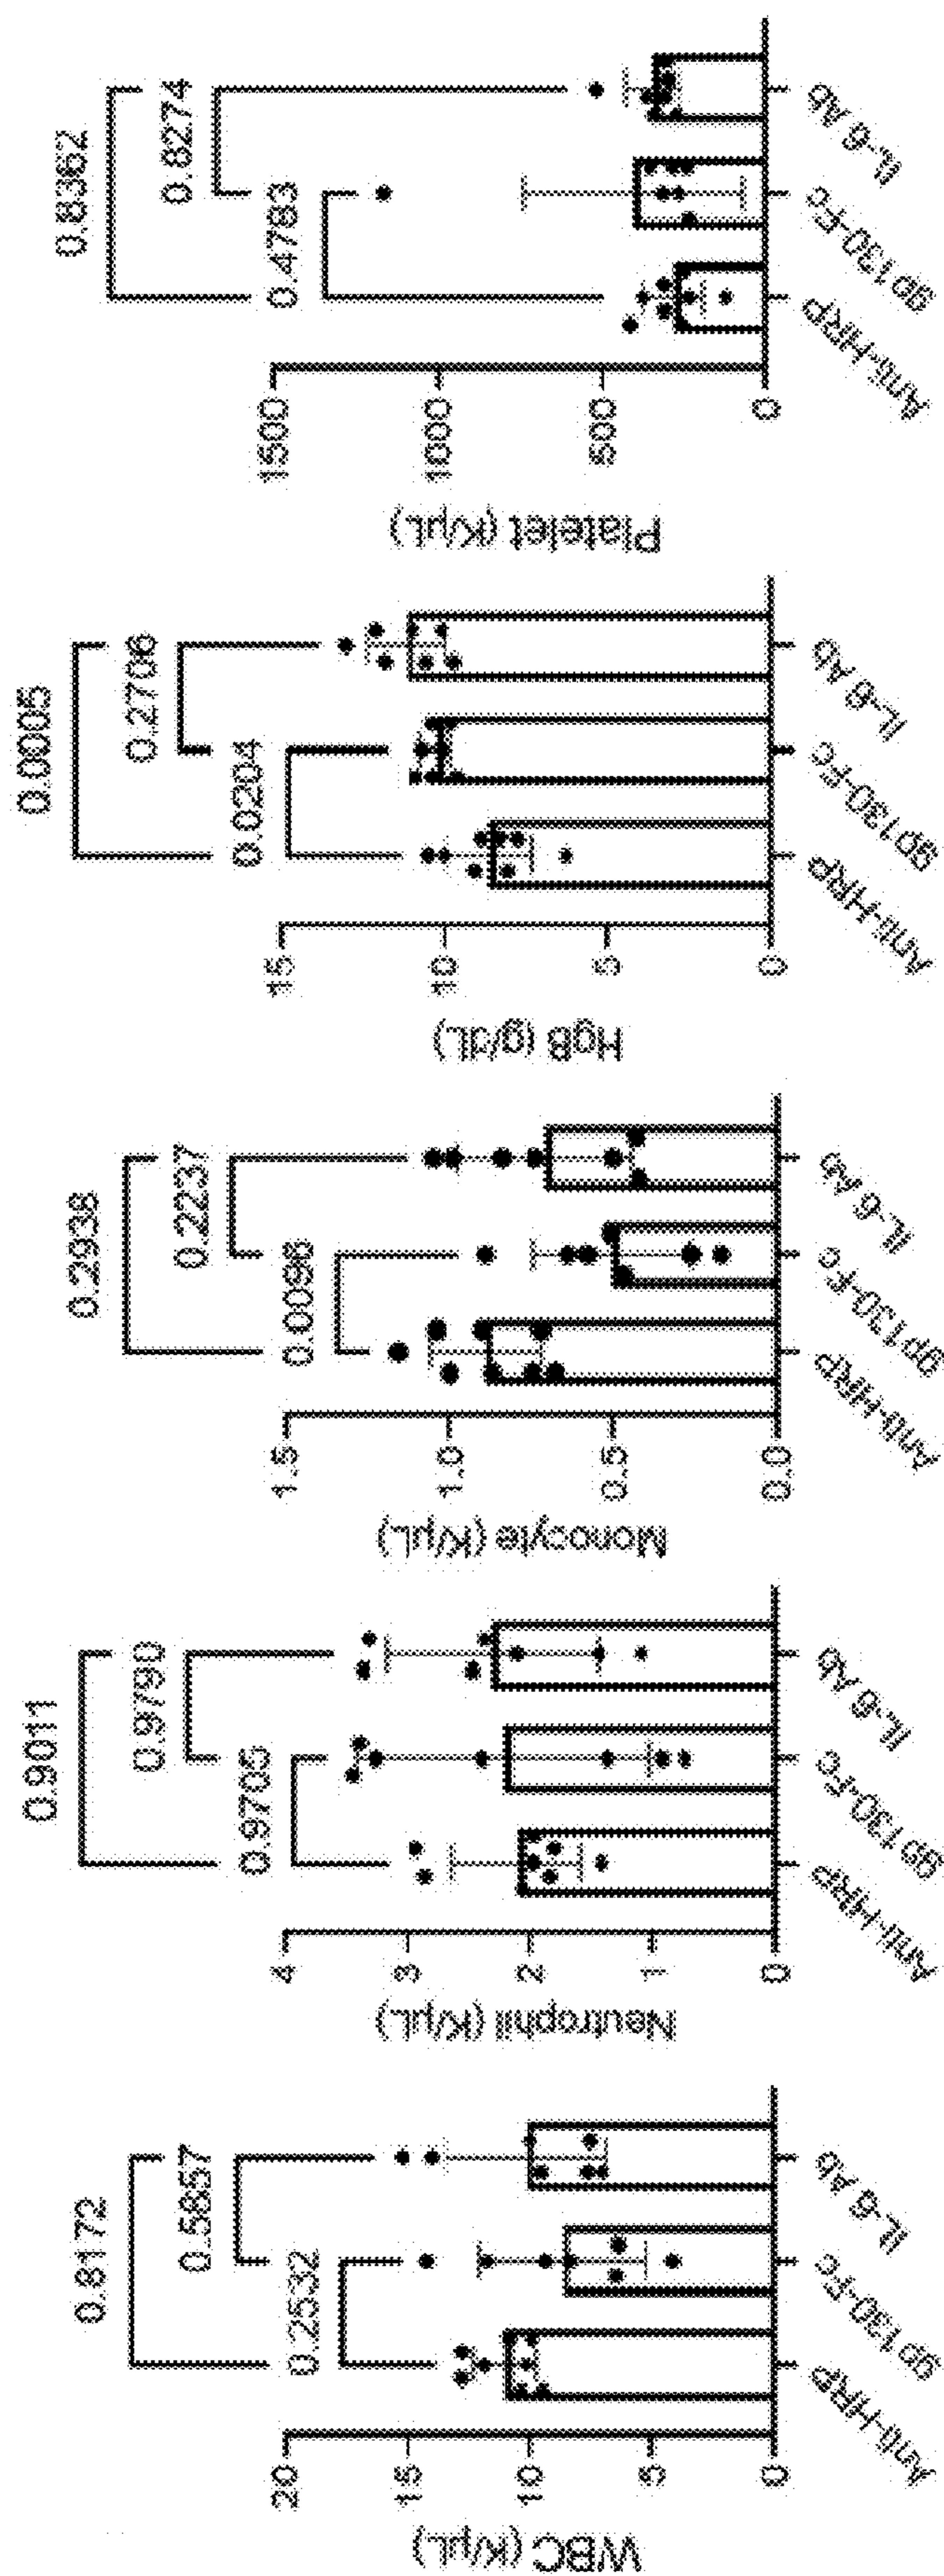 WBC (K/µL)
20
15
10
5
0
0.8172
0.5857
0.2532
Anti-HRP
gp130-Fc
IL-6 Ab
Neutrophil (K/µL)
4
3
2
1
0
0.9011
0.9790
0.9705
Anti-HRP
gp130-Fc
IL-6 Ab
Monocyte (K/µL)
1.5
1.0
0.5
0.0
0.2938
0.2237
0.0096
Anti-HRP
gp130-Fc
IL-6 Ab
HgB (g/dL)
15
10
5
0
0.0005
0.2706
0.0204
Anti-HRP
gp130-Fc
IL-6 Ab
Platelet (K/µL)
1500
1000
500
0
0.8362
0.8274
0.4783
Anti-HRP
gp130-Fc
IL-6 Ab